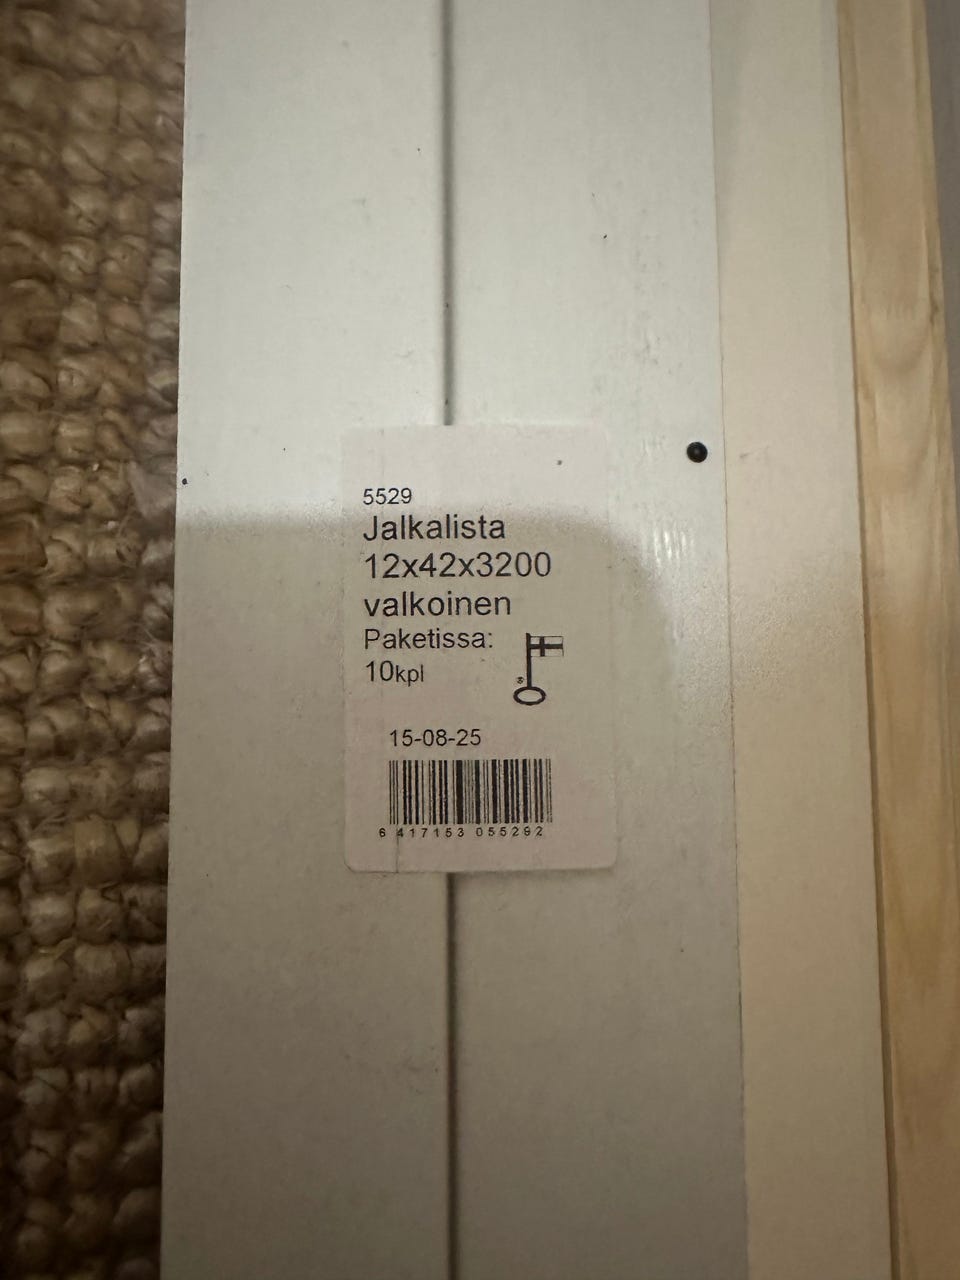 5529
Jalkalista
12x42x3200
valkoinen
Paketissa:
10kpl
®
15-08-25
6 417153 055292